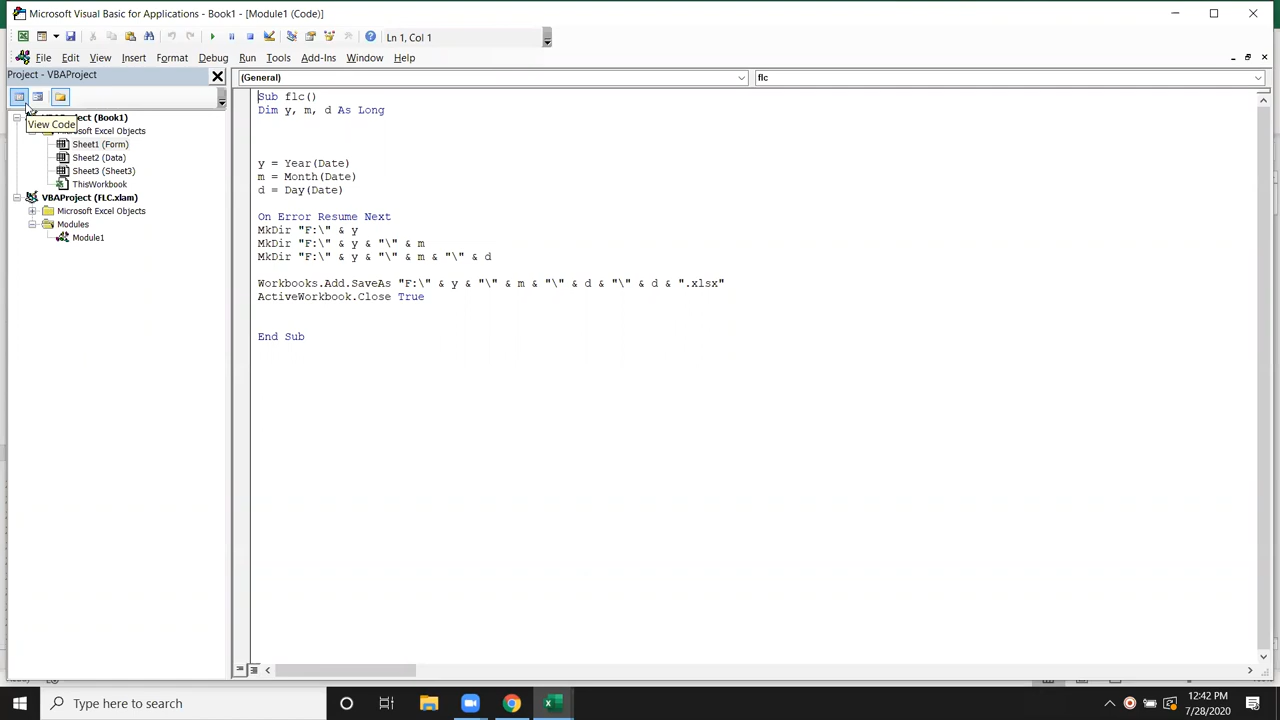 Microsoft Visual Basic for Applications - Book1 - [Module1 (Code)]
Ln 1, Col 1
File Edit View Insert Format Debug Run Tools Add-Ins Window Help
Project - VBAProject
(General) flc
View Code
(Book1)
Microsoft Excel Objects
Sheet1 (Form)
Sheet2 (Data)
Sheet3 (Sheet3)
ThisWorkbook
VBAProject (FLC.xlam)
Microsoft Excel Objects
Modules
Module1
Sub flc()
Dim y, m, d As Long
y = Year(Date)
m = Month(Date)
d = Day(Date)
On Error Resume Next
MkDir "F:\" & y
MkDir "F:\" & y & "\" & m
MkDir "F:\" & y & "\" & m & "\" & d
Workbooks.Add.SaveAs "F:\" & y & "\" & m & "\" & d & "\" & d & ".xlsx"
ActiveWorkbook.Close True
End Sub
Type here to search
12:42 PM
7/28/2020